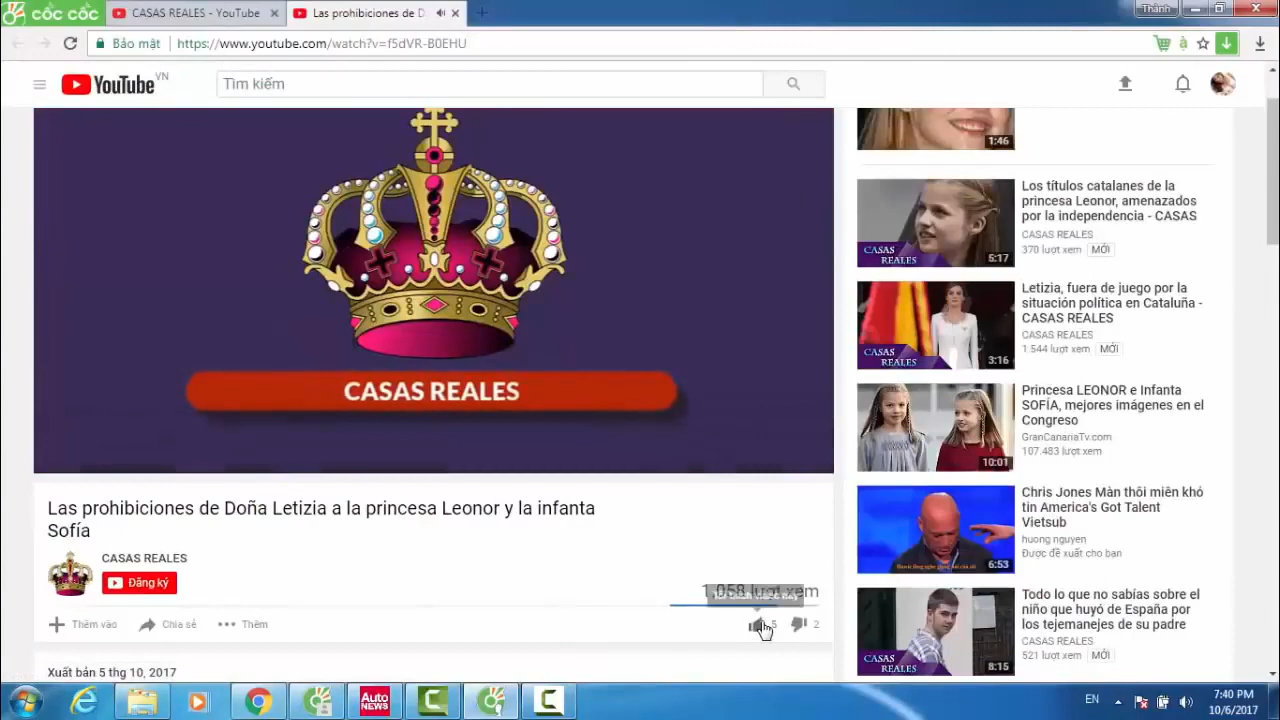 CỐC CỐC
CASAS REALES - YouTube
Las prohibiciones de D
Thành
Bảo mật
https://www.youtube.com/watch?v=f5dVR-B0EHU
YouTube VN
Tìm kiếm
CASAS REALES
Las prohibiciones de Doña Letizia a la princesa Leonor y la infanta
Sofía
CASAS REALES
Đăng ký
1,058 lượt xem
Thêm vào
Chia sẻ
Thêm
5
2
Xuất bản 5 thg 10, 2017
1:46
Los títulos catalanes de la
princesa Leonor, amenazados
por la independencia - CASAS
CASAS REALES
370 lượt xem MỚI
CASAS
REALES
5:17
Letizia, fuera de juego por la
situación política en Cataluña -
CASAS REALES
CASAS REALES
1 544 lượt xem MỚI
CASAS
REALES
3:16
Princesa LEONOR e Infanta
SOFÍA, mejores imágenes en el
Congreso
GranCanariaTv.com
107.483 lượt xem
10:01
Chris Jones Màn thôi miên khó
tin America's Got Talent
Vietsub
huong nguyen
Được đề xuất cho bạn
6:53
Todo lo que no sabías sobre el
niño que huyó de España por
los tejemanejes de su padre
CASAS REALES
521 lượt xem MỚI
CASAS
REALES
8:15
Auto
NEWS
EN
7:40 PM
10/6/2017